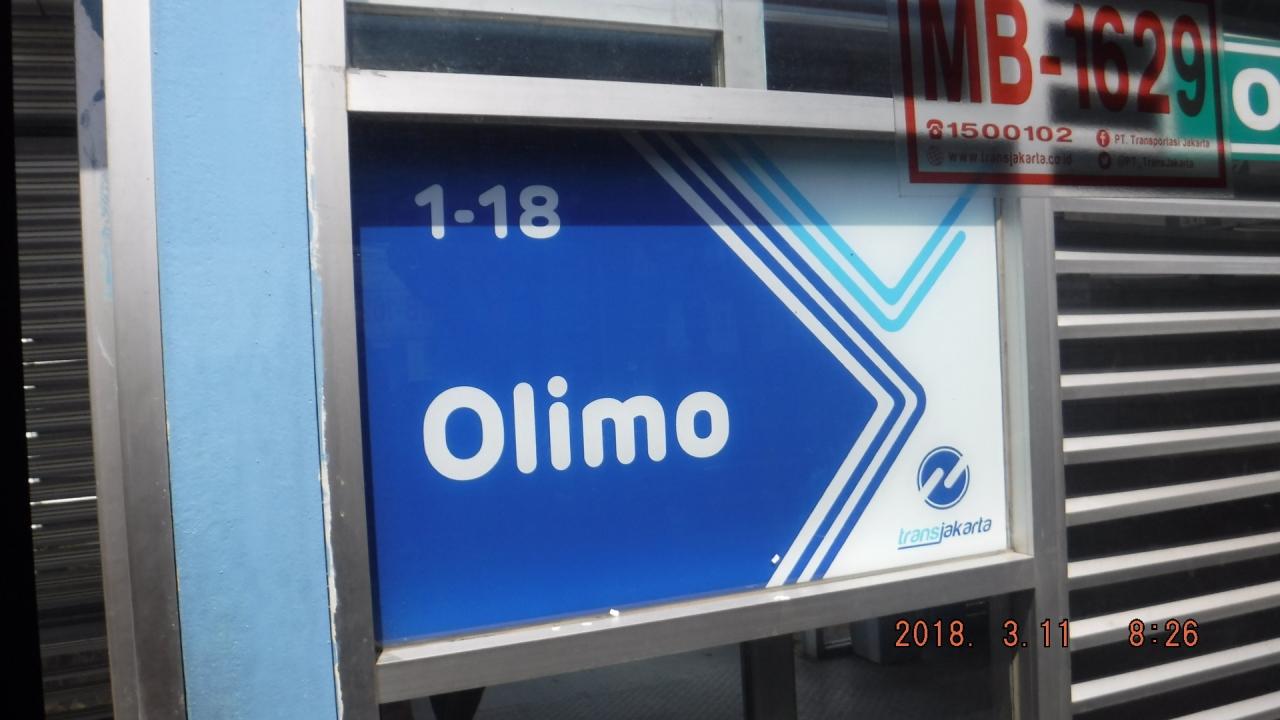 MB-1629
1500102
PT. Transportasi Jakarta
www.transjakarta.co.id
@PT_TransJakarta
O
1-18
Olimo
transjakarta
2018. 3.11 8:26